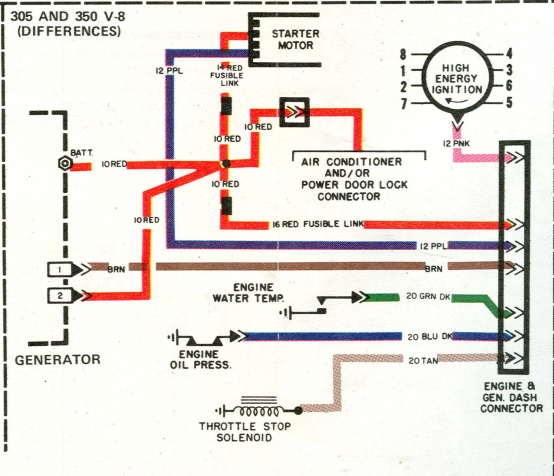 305 AND 350 V-8
(DIFFERENCES)
STARTER
MOTOR
12 PPL
14 RED
FUSIBLE
LINK
8
1
2
7
HIGH
ENERGY
IGNITION
4
3
6
5
12 PNK
10 RED
10 RED
BATT.
10 RED
10 RED
AIR CONDITIONER
AND/OR
POWER DOOR LOCK
CONNECTOR
10 RED
16 RED FUSIBLE LINK
12 PPL
1
BRN
BRN
2
ENGINE
WATER TEMP.
20 GRN DK
GENERATOR
ENGINE
OIL PRESS.
20 BLU DK
20 TAN
THROTTLE STOP
SOLENOID
ENGINE &
GEN. DASH
CONNECTOR